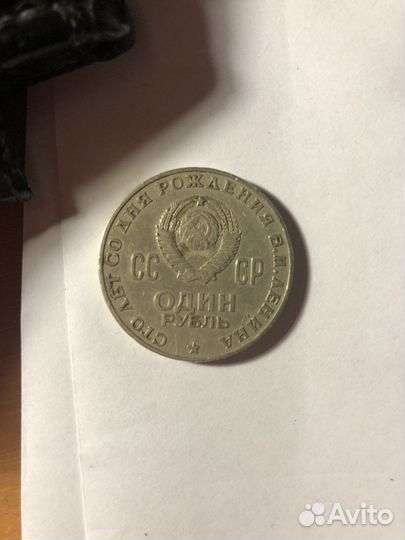 СТО ЛЕТ СО ДНЯ РОЖДЕНИЯ В.И.ЛЕНИНА
СС СР
ОДИН
РУБЛЬ
Avito